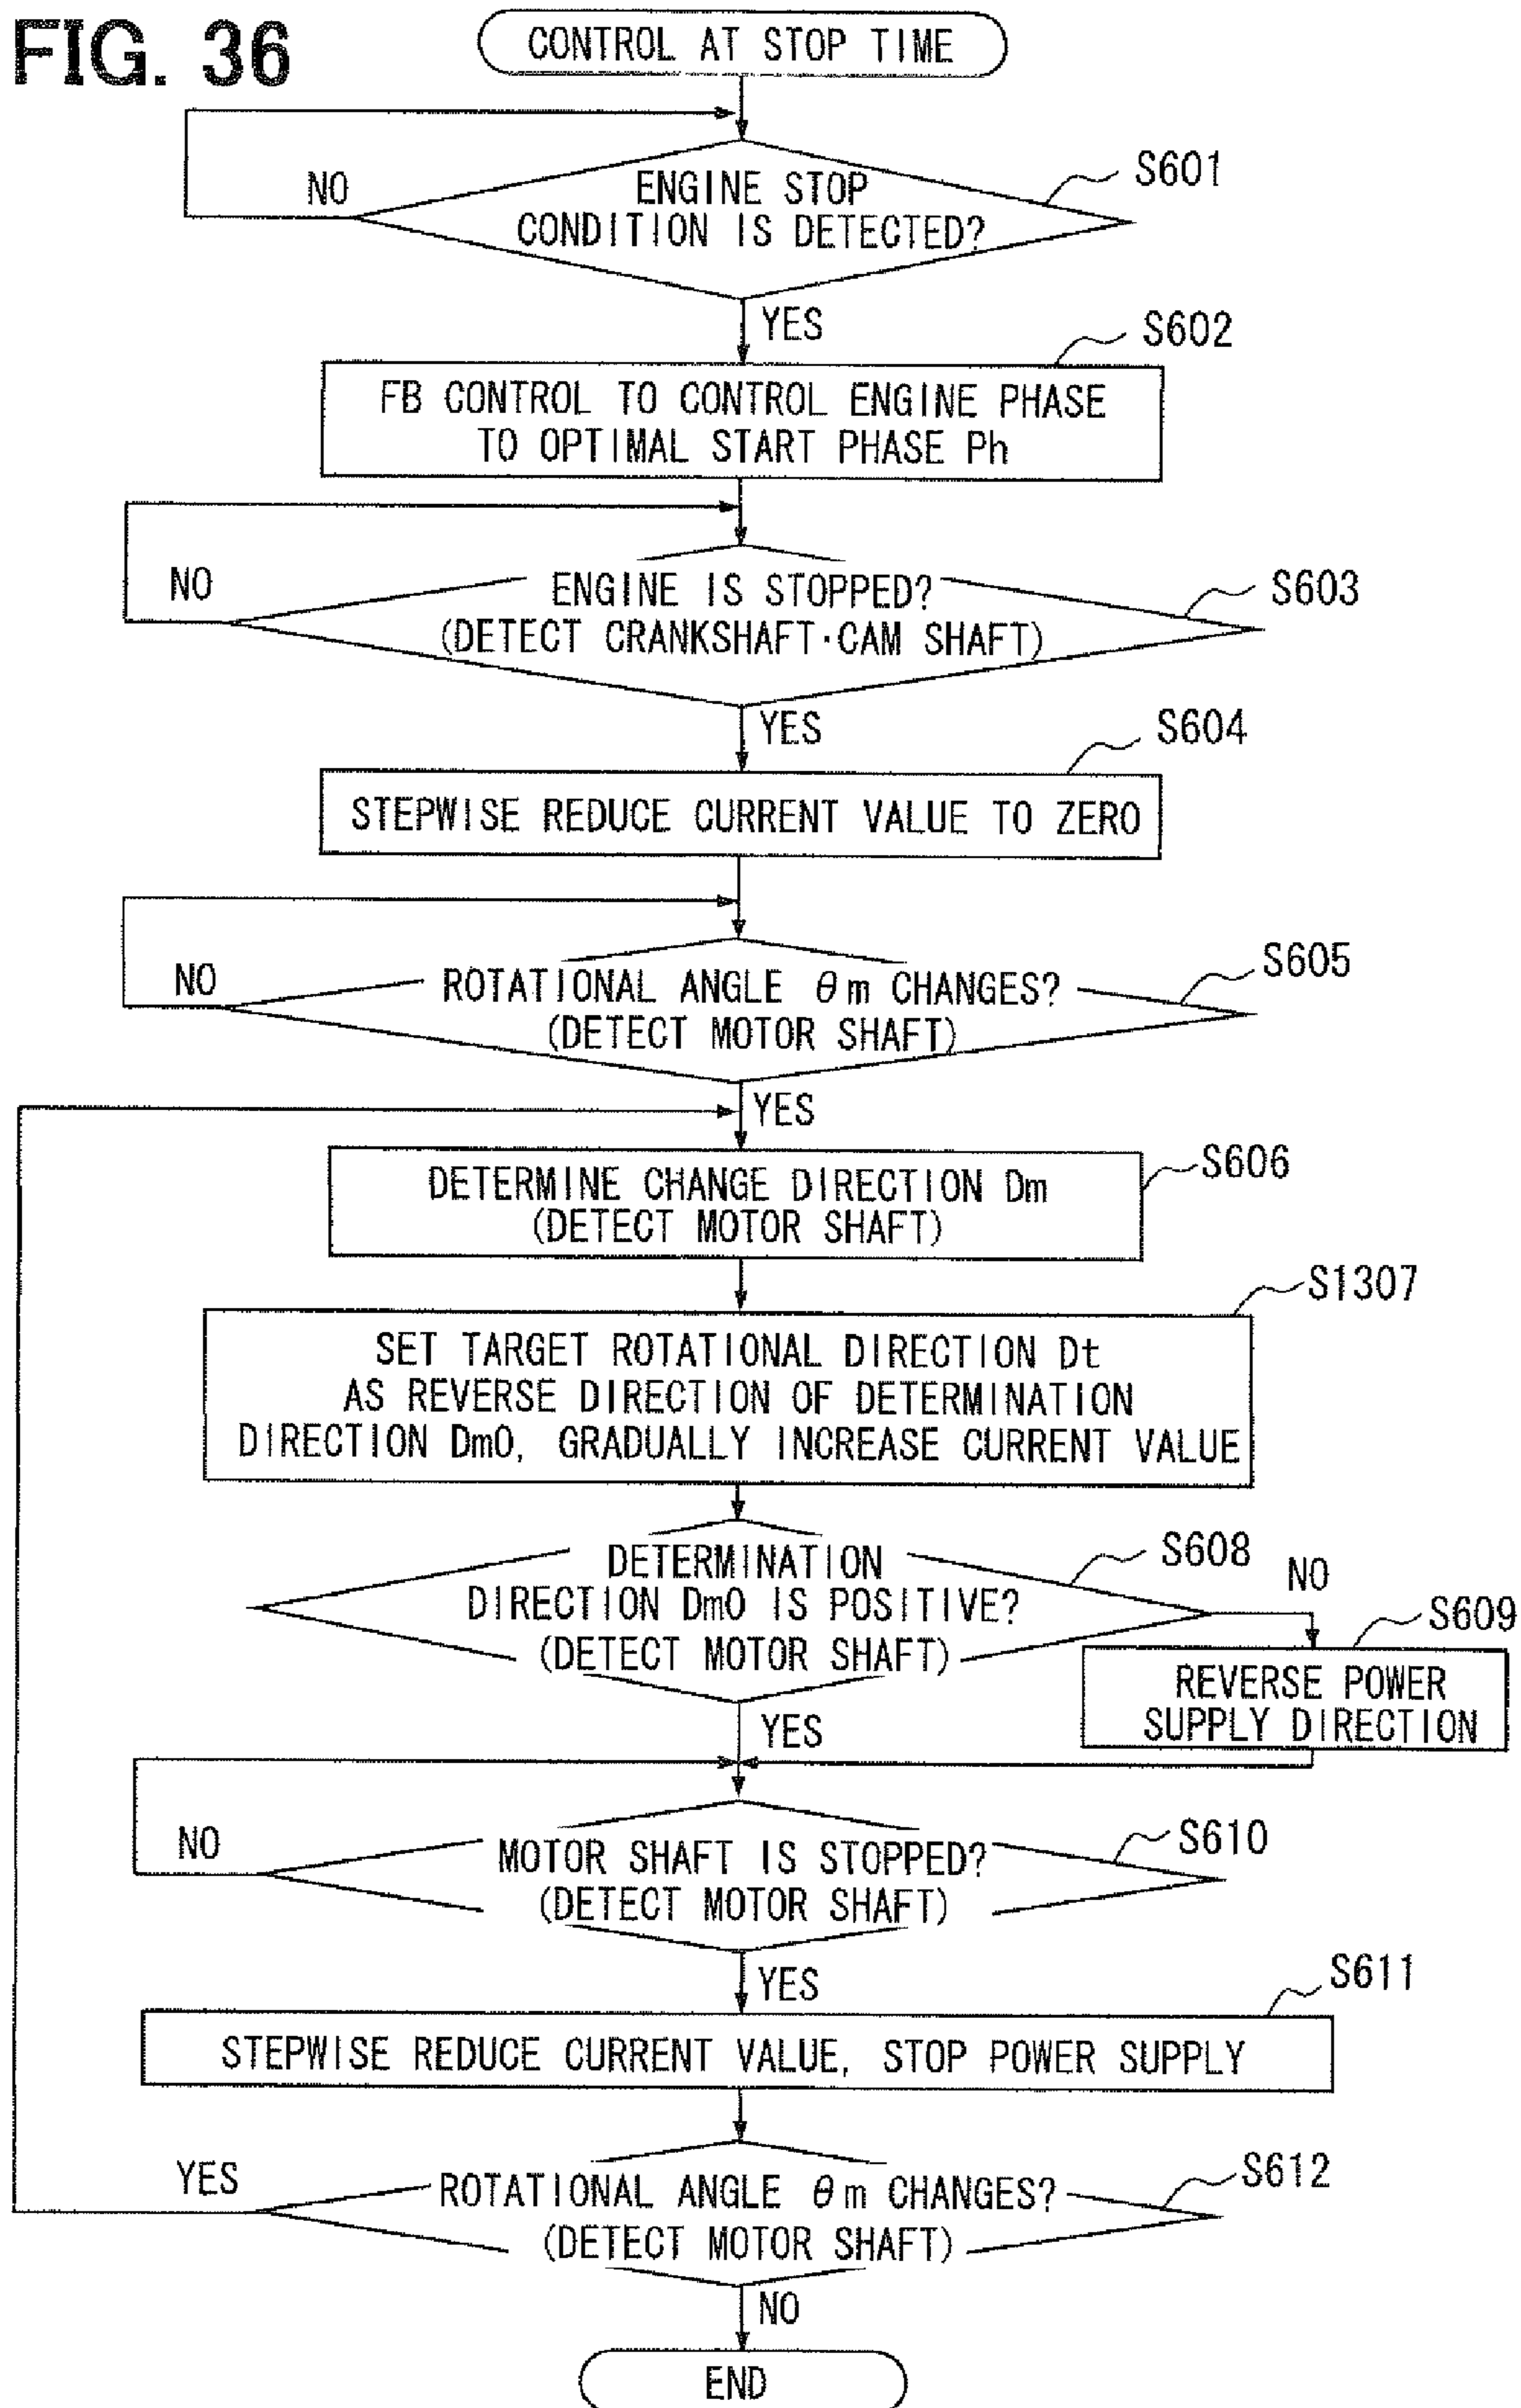 FIG. 36
CONTROL AT STOP TIME
ENGINE STOP
CONDITION IS DETECTED?
S601
NO
YES
S602
FB CONTROL TO CONTROL ENGINE PHASE
TO OPTIMAL START PHASE Ph
NO
ENGINE IS STOPPED?
(DETECT CRANKSHAFT·CAM SHAFT)
S603
YES
S604
STEPWISE REDUCE CURRENT VALUE TO ZERO
NO
ROTATIONAL ANGLE θm CHANGES?
(DETECT MOTOR SHAFT)
S605
YES
S606
DETERMINE CHANGE DIRECTION Dm
(DETECT MOTOR SHAFT)
S1307
SET TARGET ROTATIONAL DIRECTION Dt
AS REVERSE DIRECTION OF DETERMINATION
DIRECTION Dm0, GRADUALLY INCREASE CURRENT VALUE
DETERMINATION
DIRECTION Dm0 IS POSITIVE?
(DETECT MOTOR SHAFT)
S608
NO
S609
REVERSE POWER
SUPPLY DIRECTION
YES
NO
MOTOR SHAFT IS STOPPED?
(DETECT MOTOR SHAFT)
S610
YES
S611
STEPWISE REDUCE CURRENT VALUE, STOP POWER SUPPLY
YES
ROTATIONAL ANGLE θm CHANGES?
(DETECT MOTOR SHAFT)
S612
NO
END